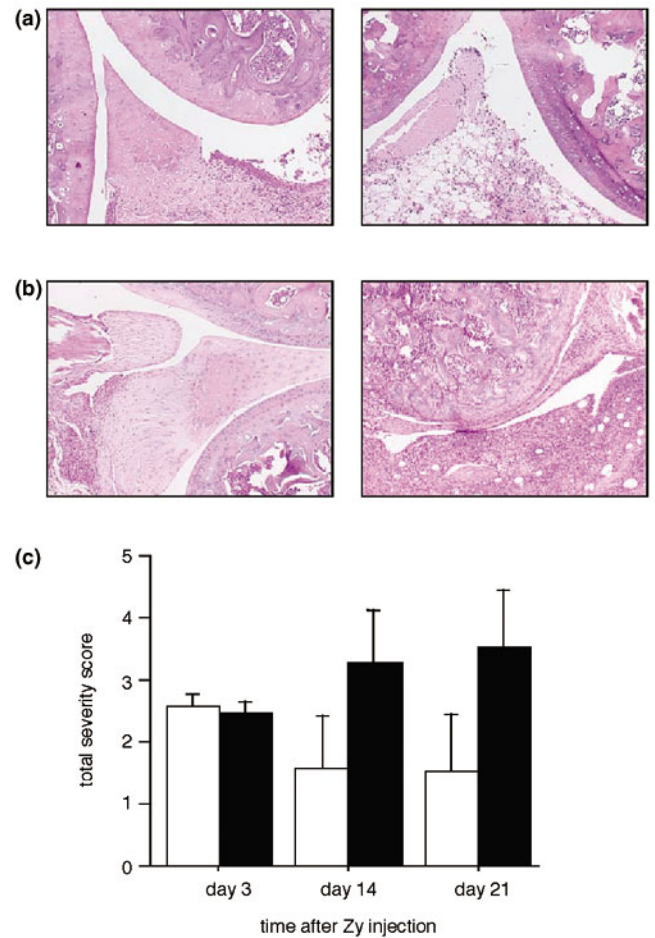 (a)
(b)
(c)
total severity score
5
4
3
2
1
0
day 3
day 14
day 21
time after Zy injection